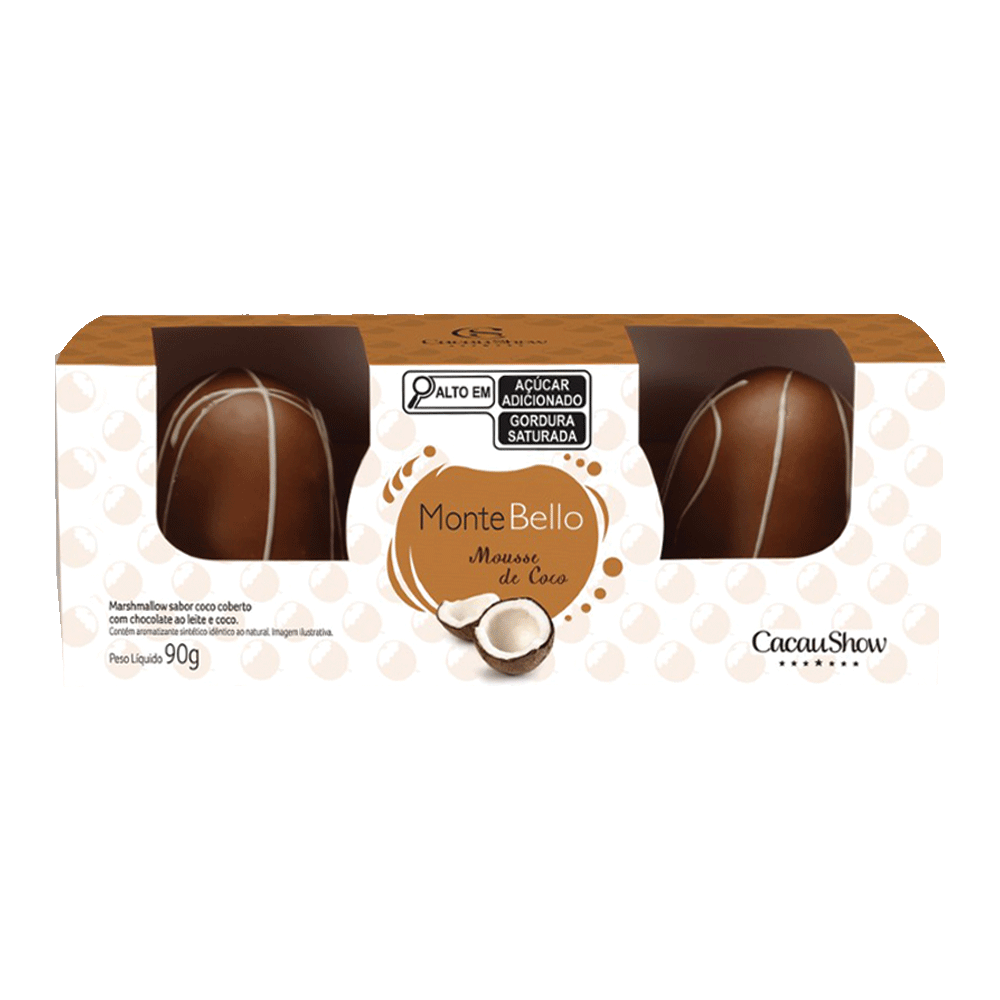 CacauShow
ALTO EM
AÇÚCAR
ADICIONADO
GORDURA
SATURADA
MonteBello
Mousse
de Coco
Marshmallow sabor coco coberto
com chocolate ao leite e coco.
Contém aromatizante sintético idêntico ao natural. Imagem ilustrativa.
Peso Líquido 90g
CacauShow